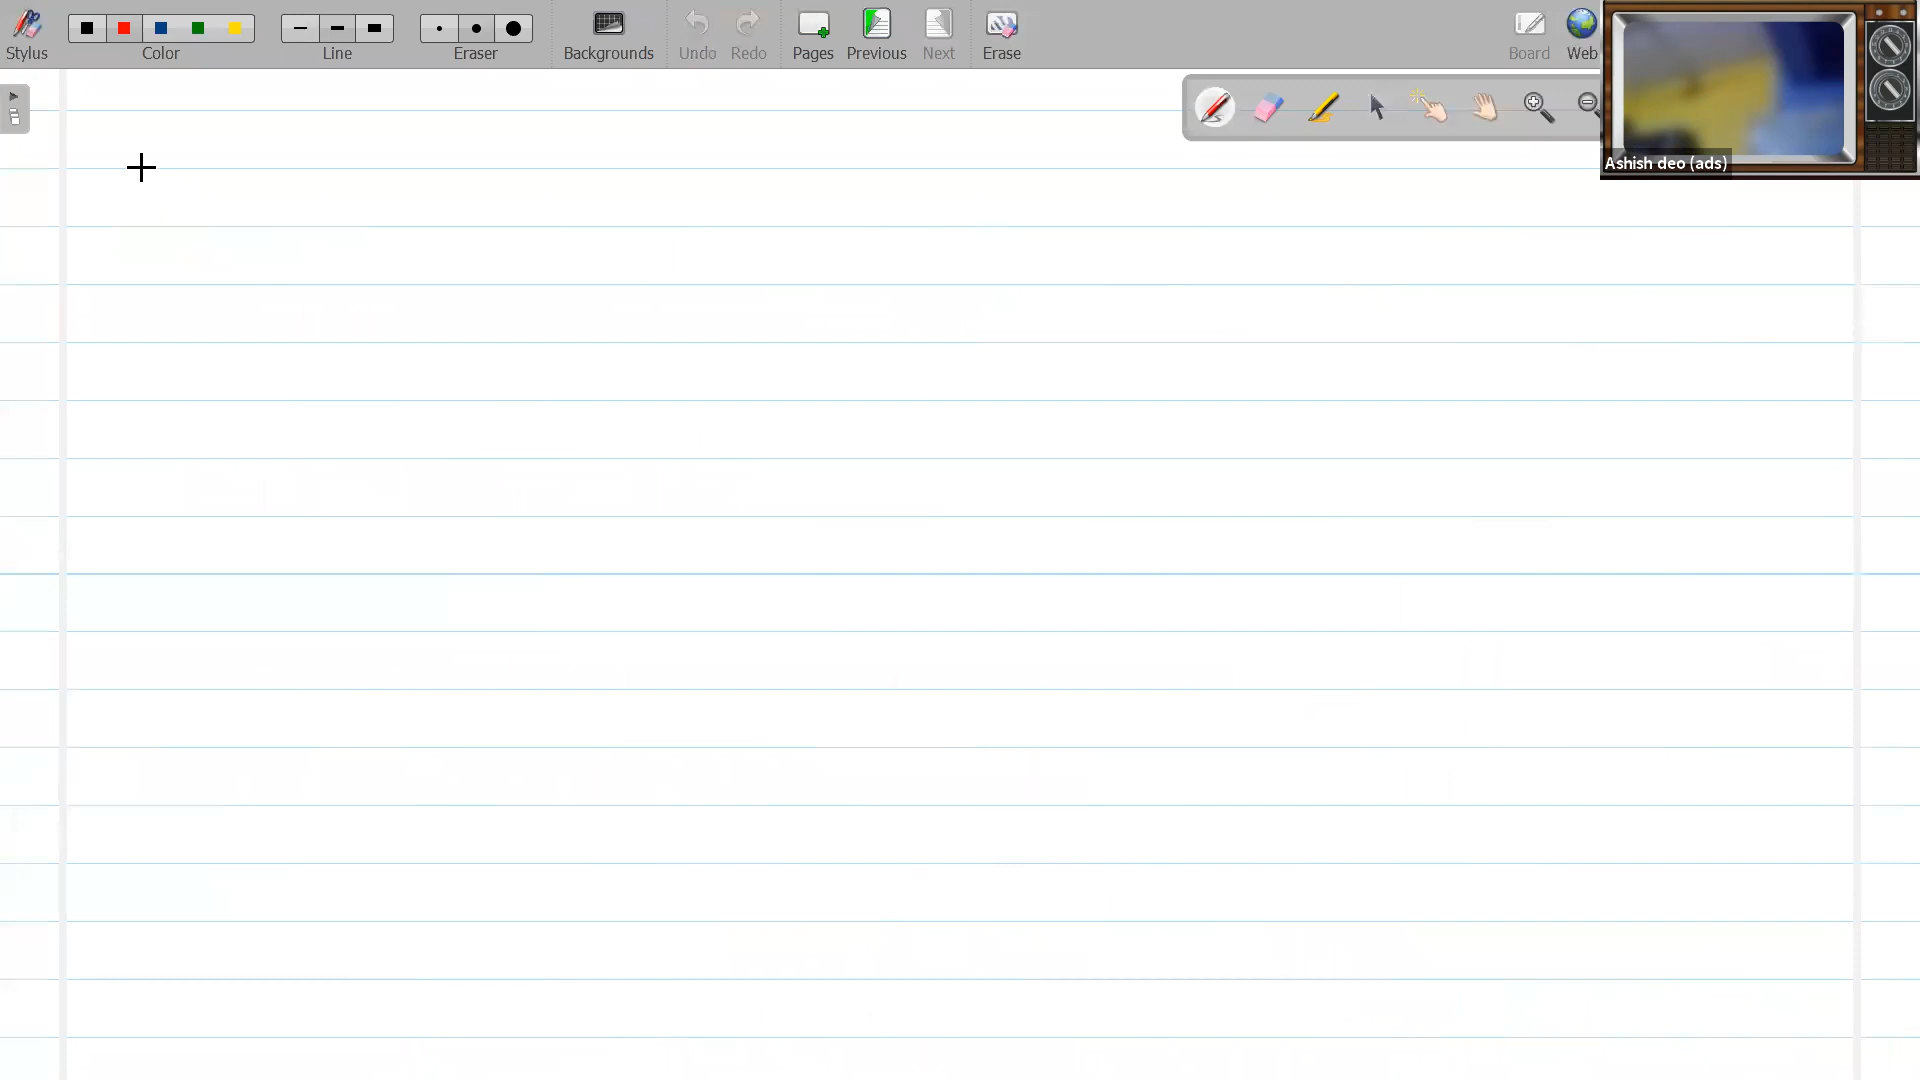 Stylus
Color
Line
Eraser
Backgrounds
Undo
Redo
Pages
Previous
Next
Erase
Board
Web
Ashish deo (ads)